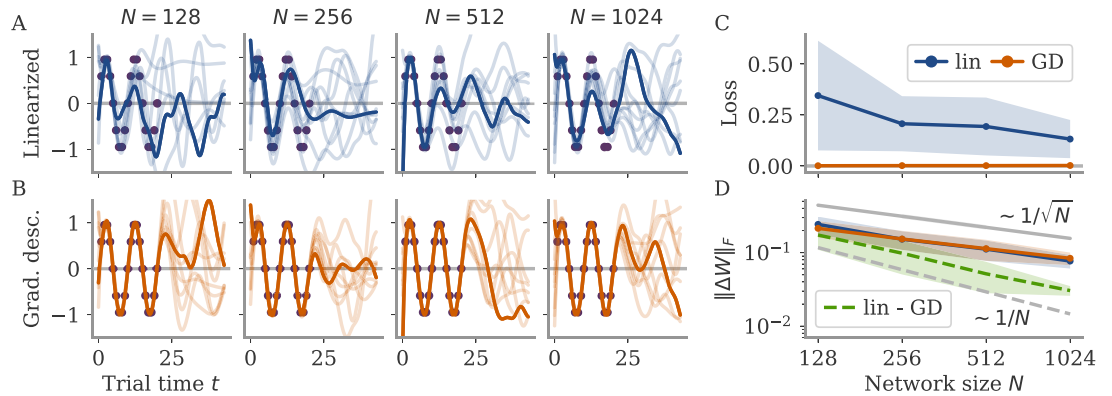 A
N = 128
N = 256
N = 512
N = 1024
Linearized
1
0
−1
B
Grad. desc.
1
0
−1
0
25
0
25
0
25
0
25
Trial time t
C
Loss
0.50
0.25
0.00
lin
GD
D
‖ΔW‖F
10⁻¹
10⁻²
~ 1/√N
~ 1/N
lin - GD
128
256
512
1024
Network size N